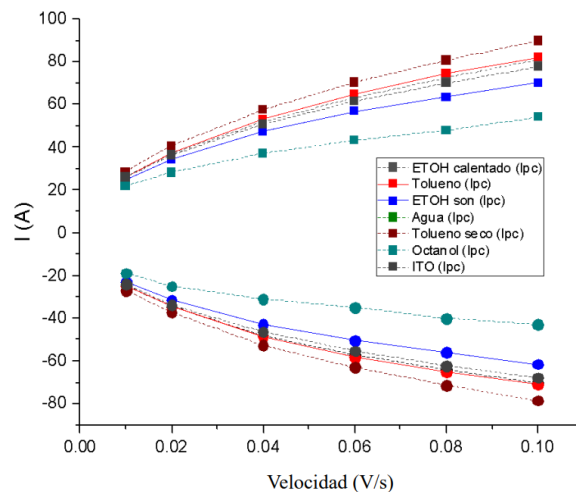 100
80
60
40
20
0
-20
-40
-60
-80
I (A)
ETOH calentado (Ipc)
Tolueno (Ipc)
ETOH son (Ipc)
Agua (Ipc)
Tolueno seco (Ipc)
Octanol (Ipc)
ITO (Ipc)
0.00 0.02 0.04 0.06 0.08 0.10
Velocidad (V/s)